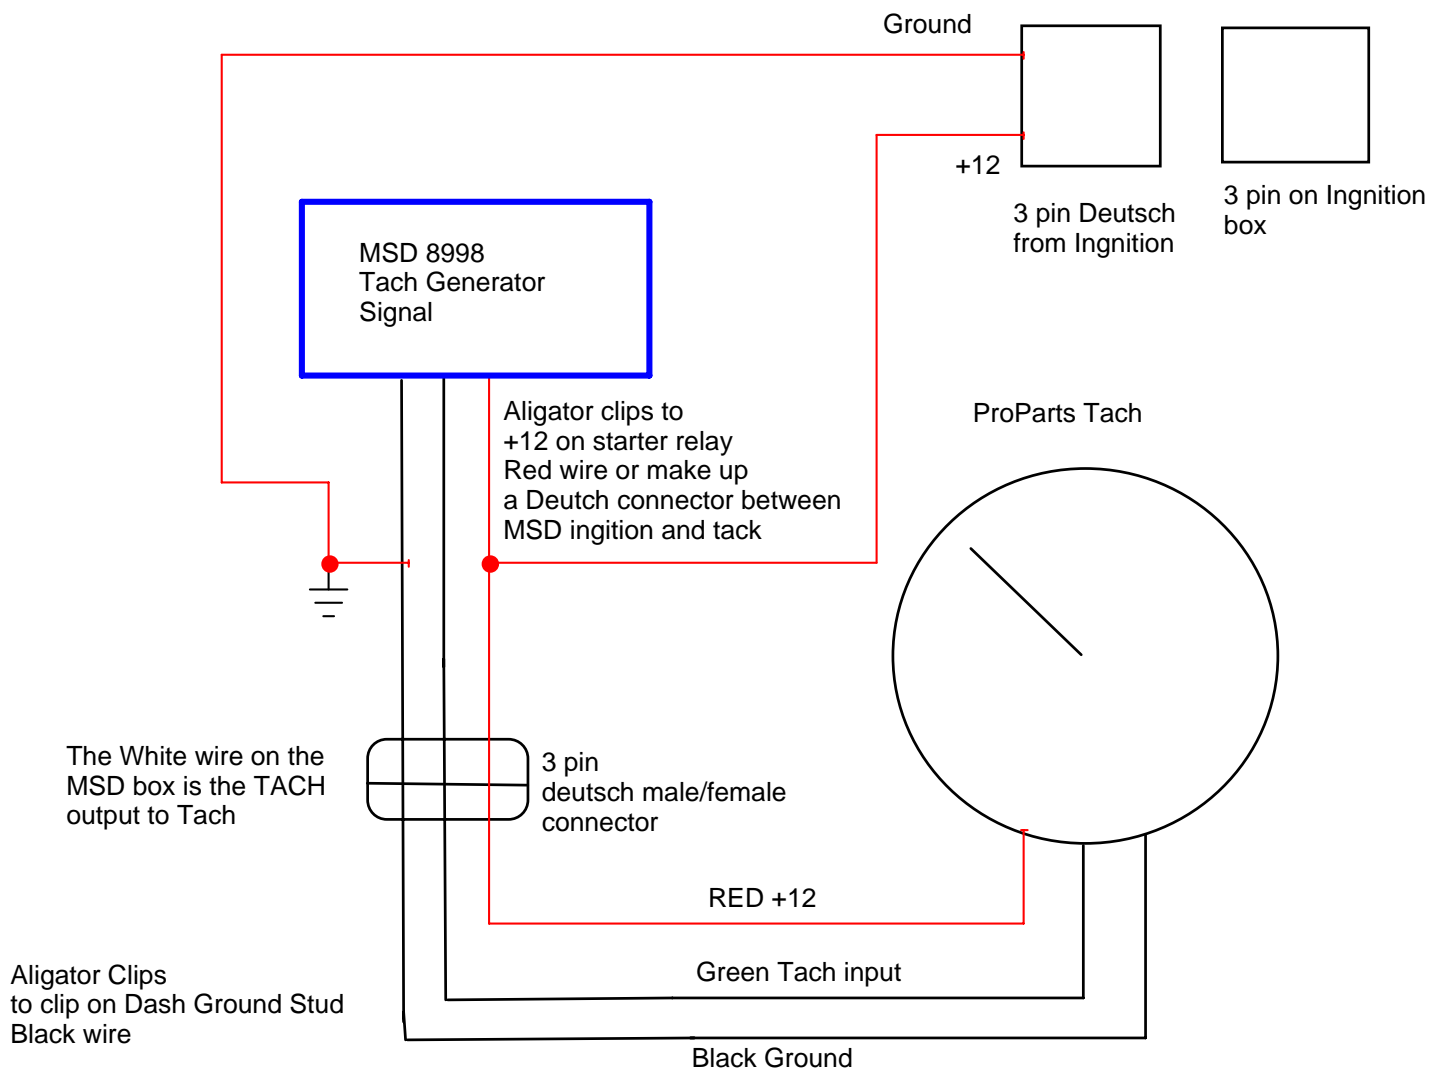 Ground
+12
3 pin Deutsch
from Ingnition
3 pin on Ingnition
box
MSD 8998
Tach Generator
Signal
Aligator clips to
+12 on starter relay
Red wire or make up
a Deutch connector between
MSD ingition and tack
ProParts Tach
The White wire on the
MSD box is the TACH
output to Tach
3 pin
deutsch male/female
connector
RED +12
Green Tach input
Aligator Clips
to clip on Dash Ground Stud
Black wire
Black Ground